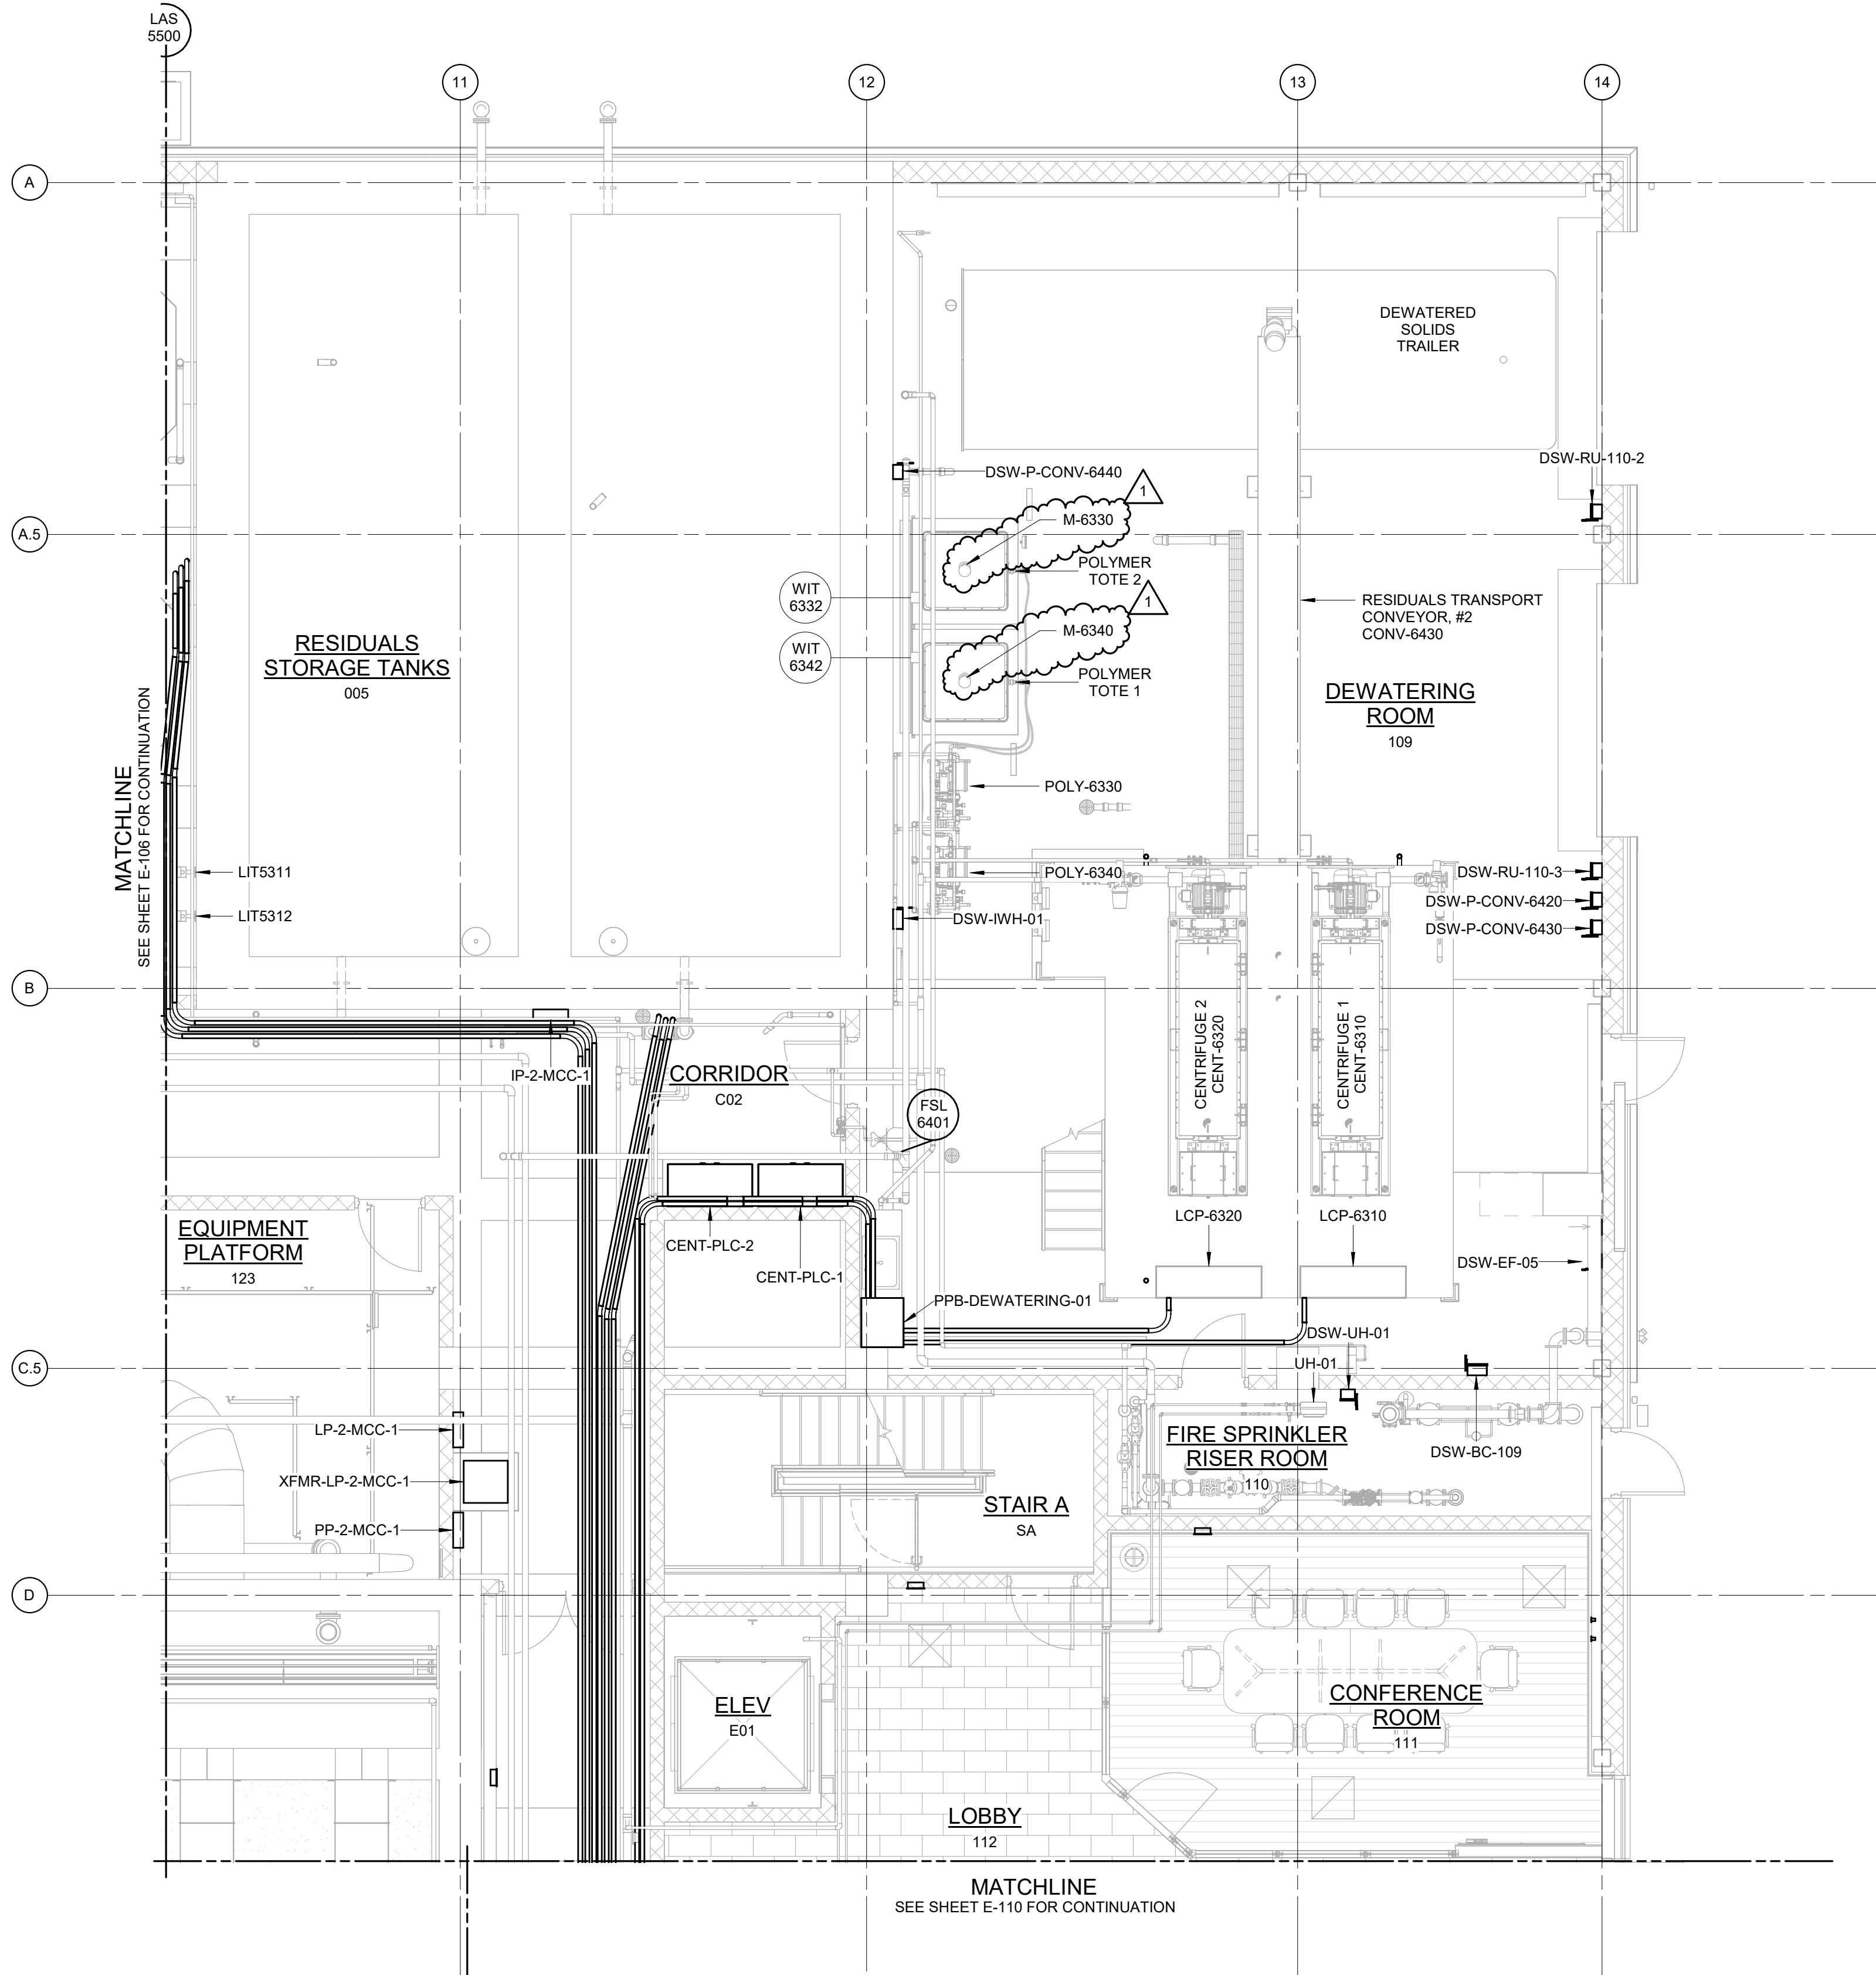 LAS
5500
11
12
13
14
A
DEWATERED
SOLIDS
TRAILER
DSW-RU-110-2
DSW-P-CONV-6440
1
M-6330
A.5
POLYMER
TOTE 2
WIT
6332
1
RESIDUALS TRANSPORT
CONVEYOR, #2
CONV-6430
M-6340
WIT
6342
POLYMER
TOTE 1
RESIDUALS
STORAGE TANKS
005
DEWATERING
ROOM
109
MATCHLINE
SEE SHEET E-106 FOR CONTINUATION
POLY-6330
LIT5311
POLY-6340
DSW-RU-110-3
DSW-P-CONV-6420
LIT5312
DSW-IWH-01
DSW-P-CONV-6430
B
CENTRIFUGE 2
CENT-6320
CENTRIFUGE 1
CENT-6310
IP-2-MCC-1
CORRIDOR
C02
FSL
6401
EQUIPMENT
PLATFORM
123
CENT-PLC-2
CENT-PLC-1
LCP-6320
LCP-6310
DSW-EF-05
PPB-DEWATERING-01
DSW-UH-01
UH-01
C.5
LP-2-MCC-1
FIRE SPRINKLER
RISER ROOM
110
DSW-BC-109
XFMR-LP-2-MCC-1
STAIR A
SA
PP-2-MCC-1
D
ELEV
E01
CONFERENCE
ROOM
111
LOBBY
112
MATCHLINE
SEE SHEET E-110 FOR CONTINUATION